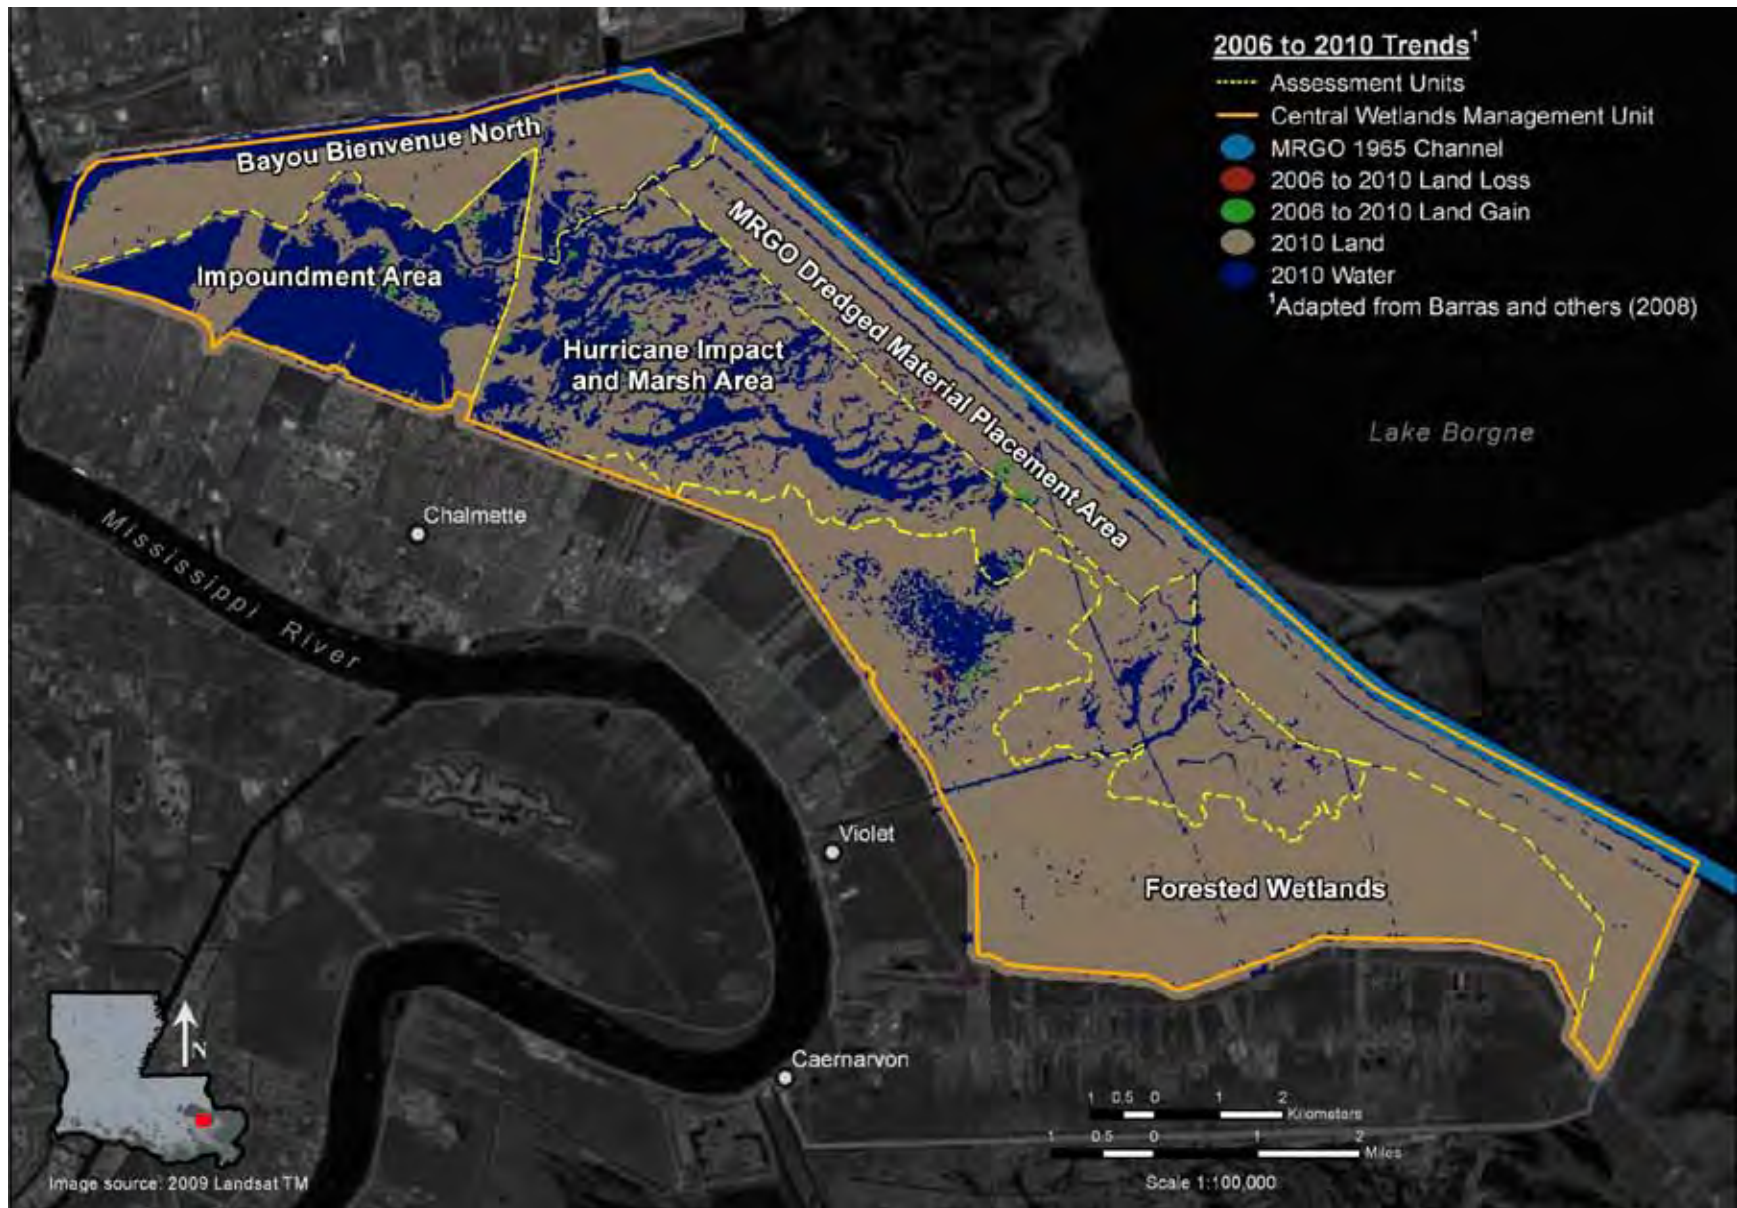 2006 to 2010 Trends1
Assessment Units
Central Wetlands Management Unit
MRGO 1965 Channel
2006 to 2010 Land Loss
2006 to 2010 Land Gain
2010 Land
2010 Water
1Adapted from Barras and others (2008)
Bayou Bienvenue North
Impoundment Area
MRGO Dredged Material Placement Area
Hurricane Impact
and Marsh Area
Lake Borgne
Chalmette
Mississippi River
Violet
Forested Wetlands
Caernarvon
N
1 0.5 0 1 2
Kilometers
1 0.5 0 1 2
Miles
Scale 1:100,000
Image source: 2009 Landsat TM